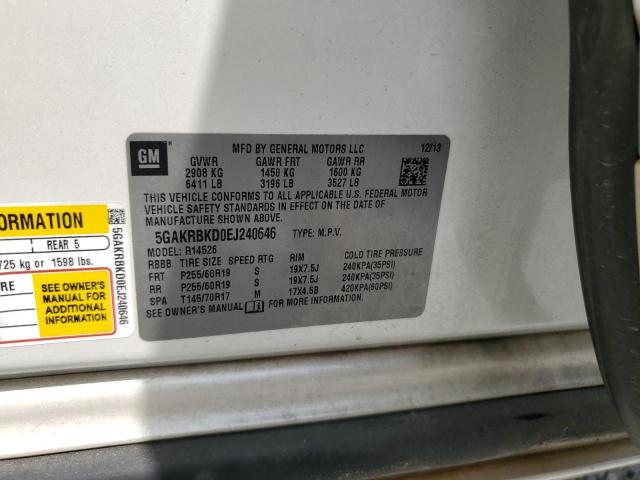 GM
MFD BY GENERAL MOTORS LLC 12/13
GVWR GAWR FRT GAWR RR
2908 KG 1450 KG 1600 KG
6411 LB 3196 LB 3527 LB
THIS VEHICLE CONFORMS TO ALL APPLICABLE U.S. FEDERAL MOTOR
VEHICLE SAFETY STANDARDS IN EFFECT ON THE DATE OF
MANUFACTURE SHOWN ABOVE.
5GAKRBKD0EJ240646 TYPE: M.P.V.
MODEL: R14526
RBBB TIRE SIZE SPEED RTG RIM COLD TIRE PRESSURE
FRT P255/60R19 S 19X7.5J 240KPA(35PSI)
RR P255/60R19 S 19X7.5J 240KPA(35PSI)
SPA T145/70R17 M 17X4.5B 420KPA(60PSI)
SEE OWNER'S MANUAL FOR MORE INFORMATION.
FORMATION
REAR 5
725 kg or 1598 lbs.
RE
SEE OWNER'S
MANUAL FOR
ADDITIONAL
INFORMATION
5GAKRBKD0EJ240646